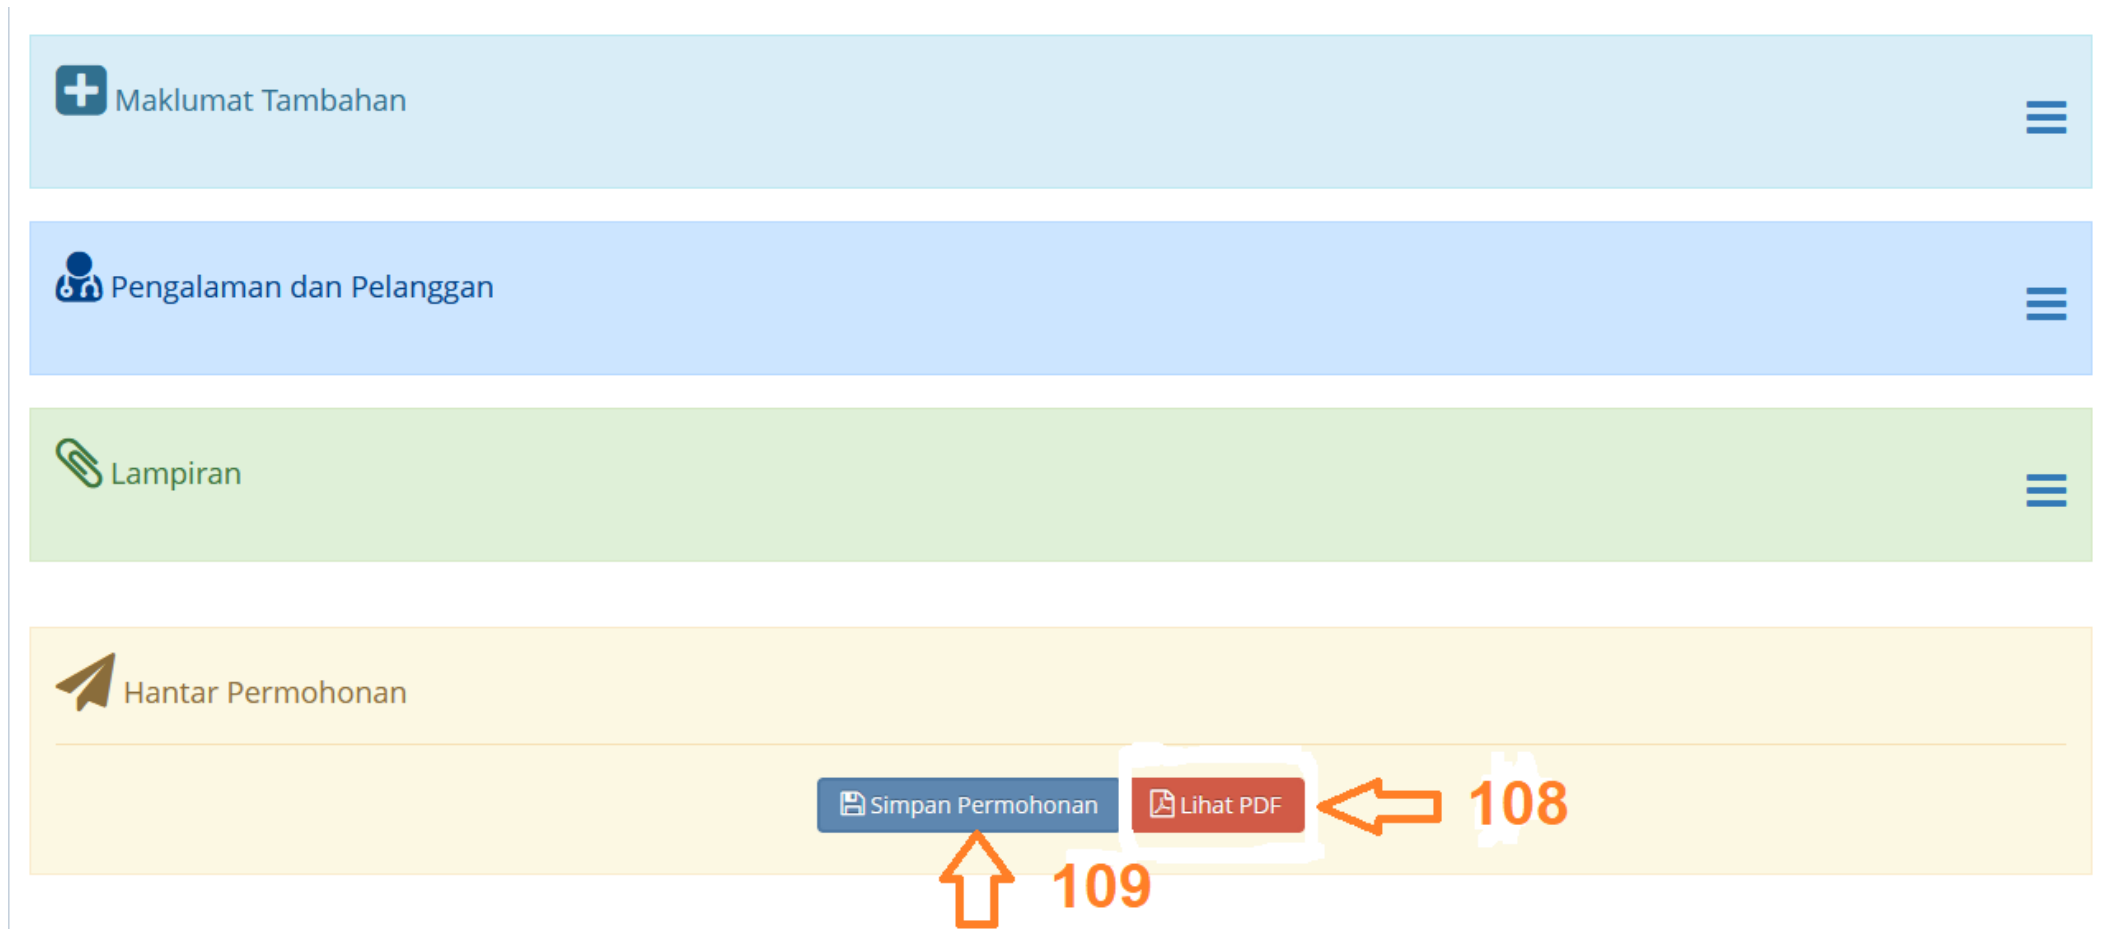 Maklumat Tambahan
Pengalaman dan Pelanggan
Lampiran
Hantar Permohonan
Simpan Permohonan Lihat PDF 108
109